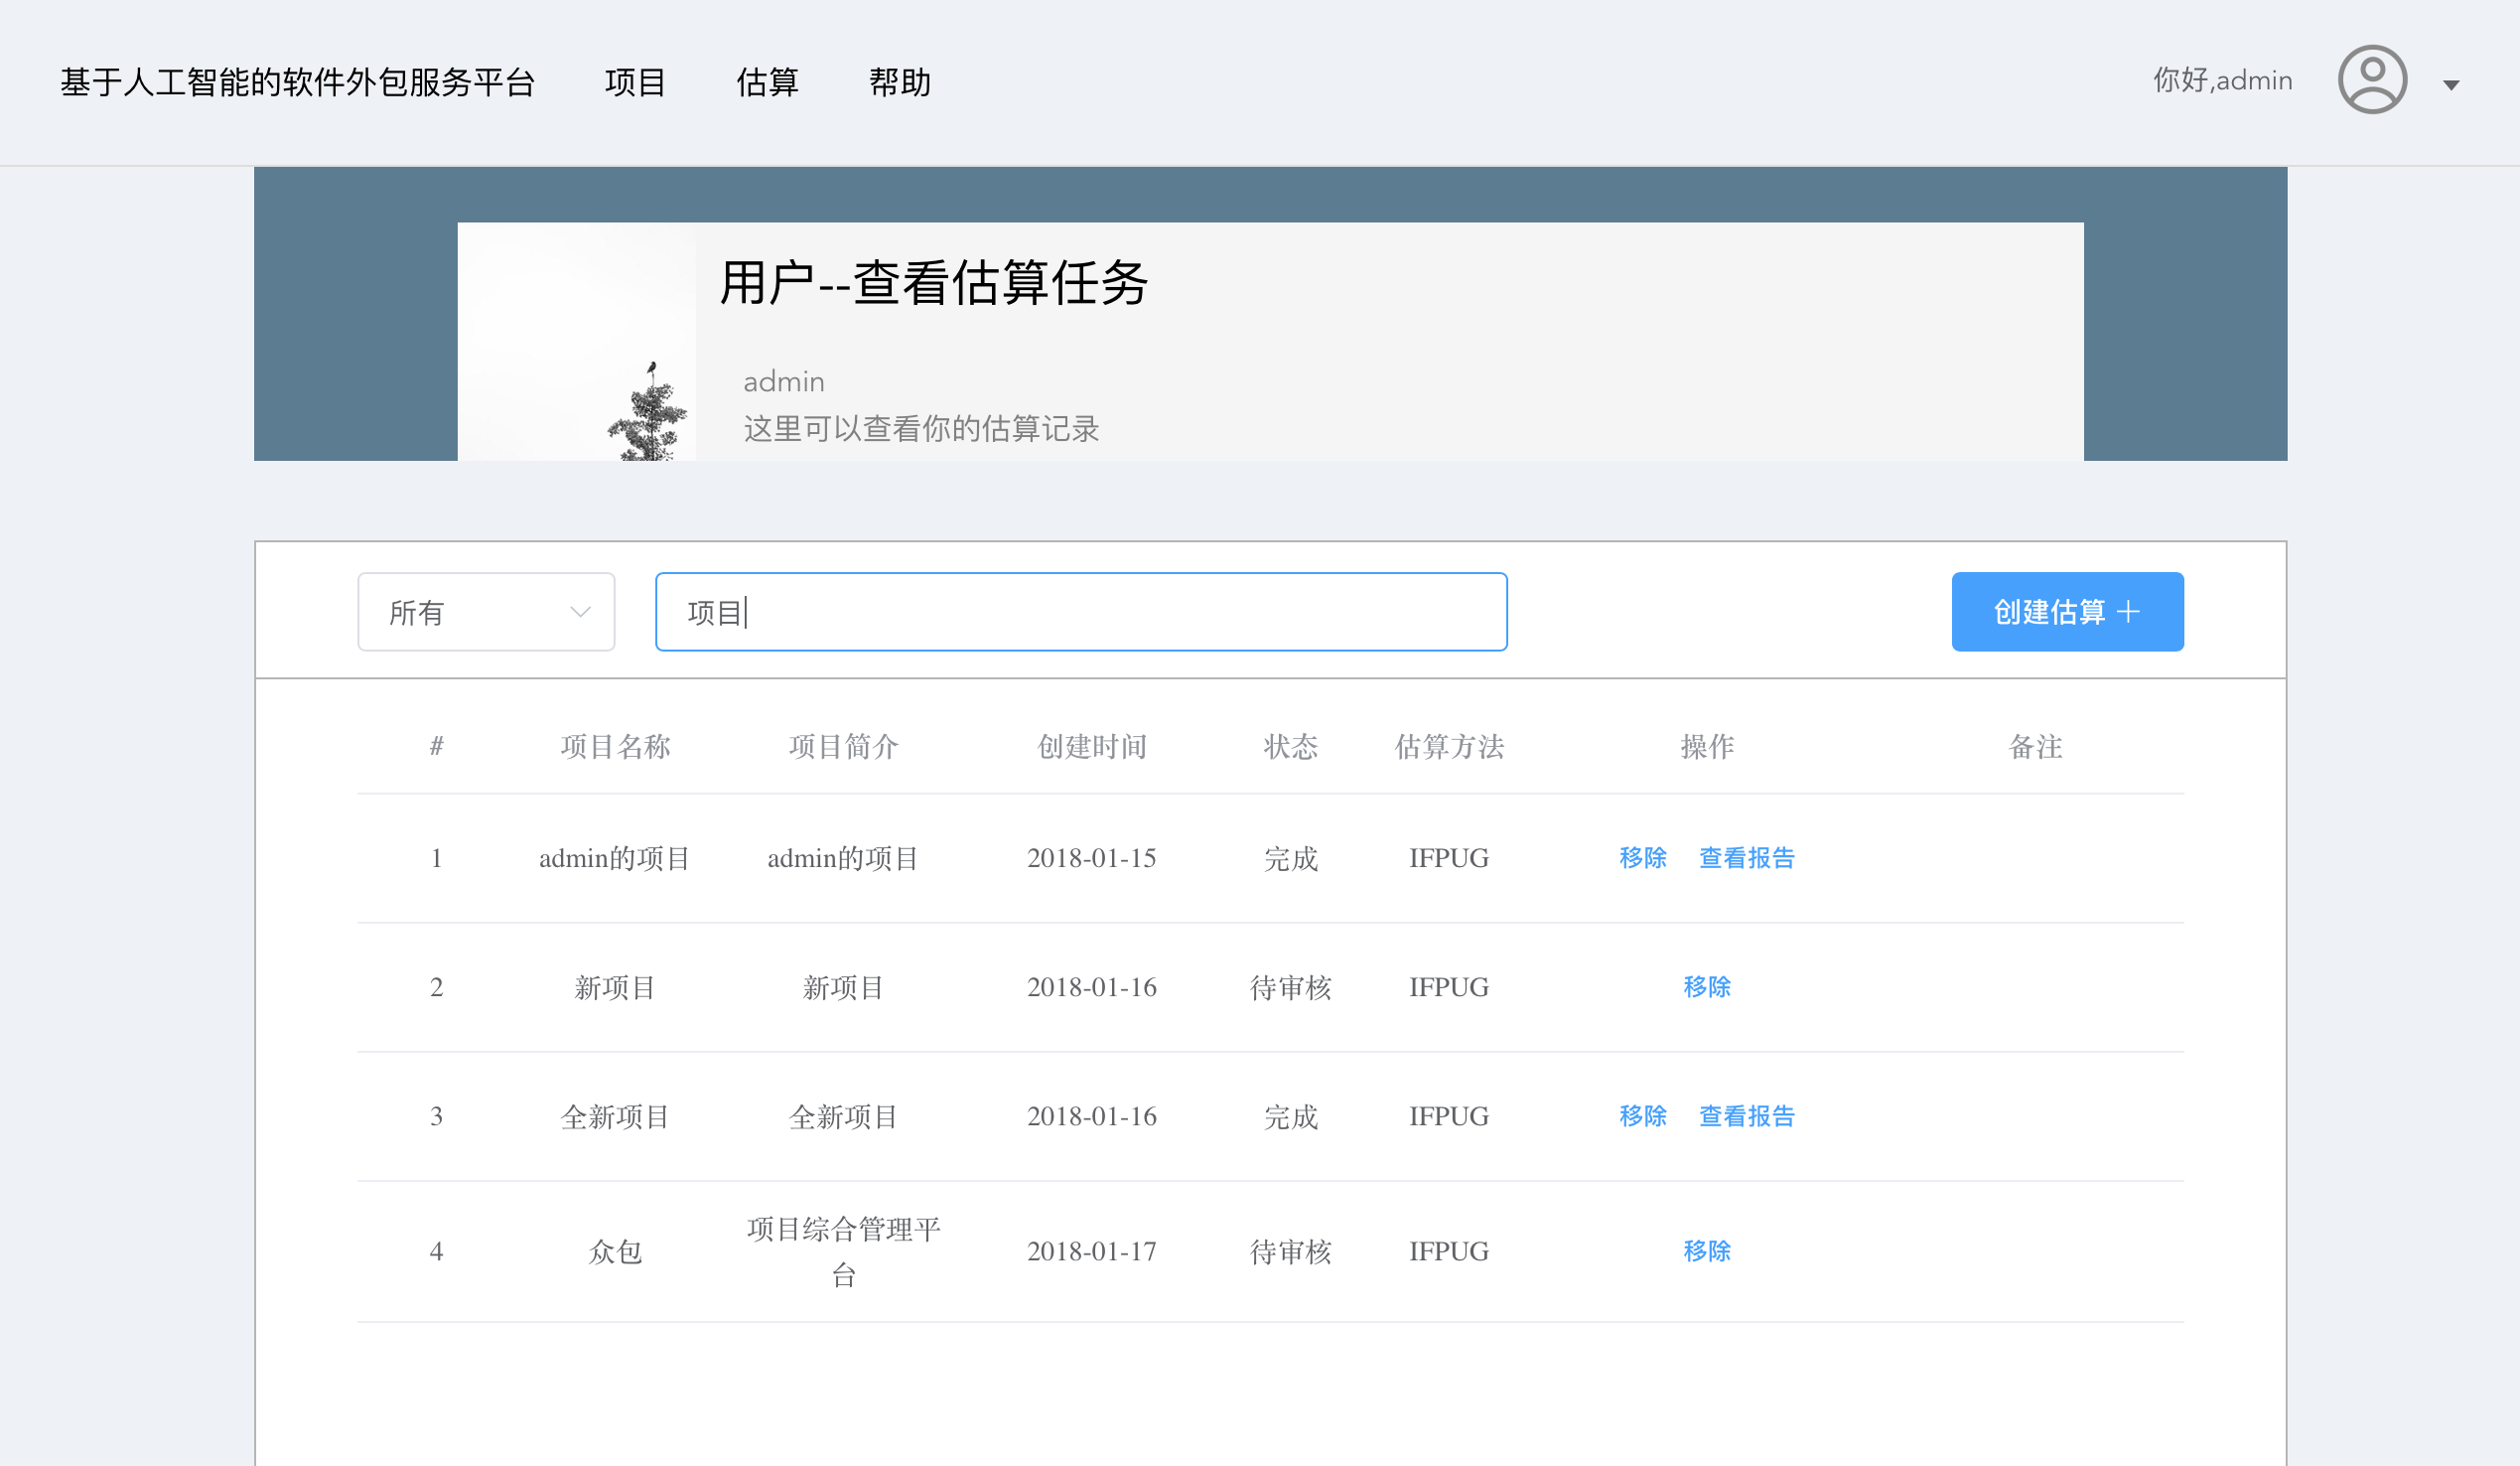 基于人工智能的软件外包服务平台 项目 估算 帮助 你好,admin
用户--查看估算任务
admin
这里可以查看你的估算记录
所有 项目 创建估算
# 项目名称 项目简介 创建时间 状态 估算方法 操作 备注
1 admin的项目 admin的项目 2018-01-15 完成 IFPUG 移除 查看报告
2 新项目 新项目 2018-01-16 待审核 IFPUG 移除
3 全新项目 全新项目 2018-01-16 完成 IFPUG 移除 查看报告
4 众包 项目综合管理平 2018-01-17 待审核 IFPUG 移除
台